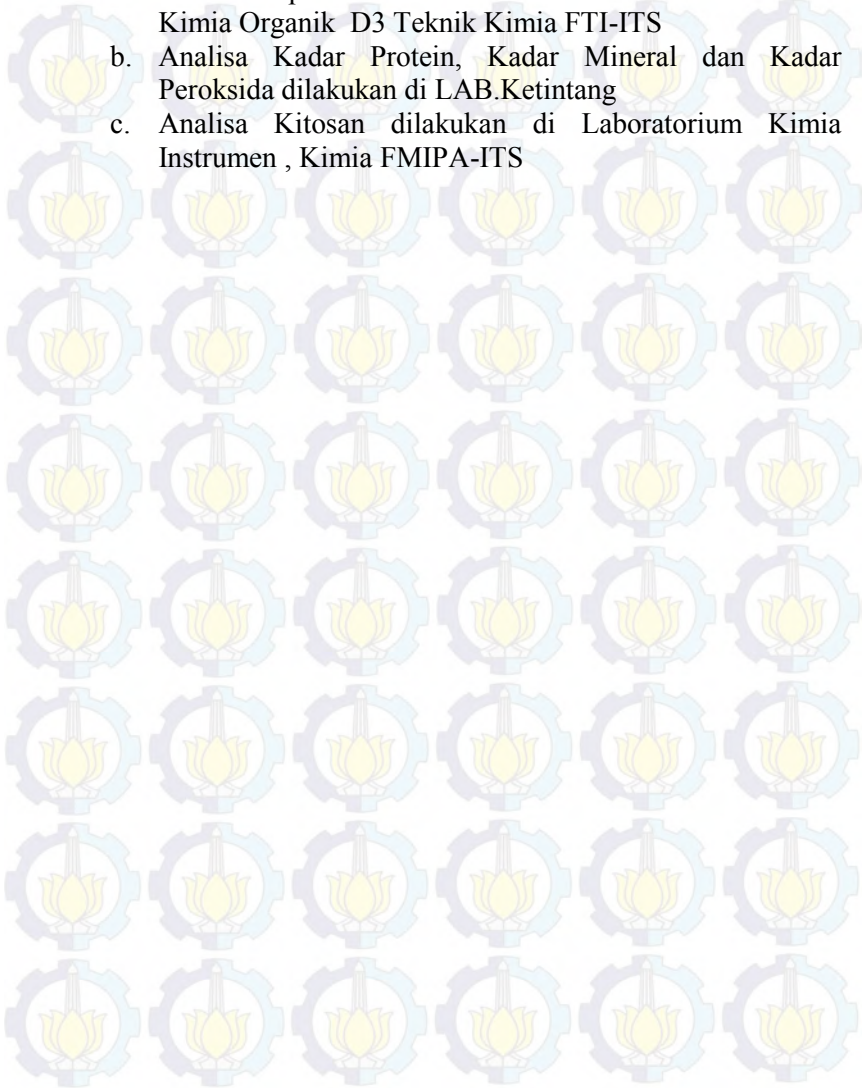 Kimia Organik D3 Teknik Kimia FTI-ITS
b. Analisa Kadar Protein, Kadar Mineral dan Kadar
Peroksida dilakukan di LAB.Ketintang
c. Analisa Kitosan dilakukan di Laboratorium Kimia
Instrumen , Kimia FMIPA-ITS